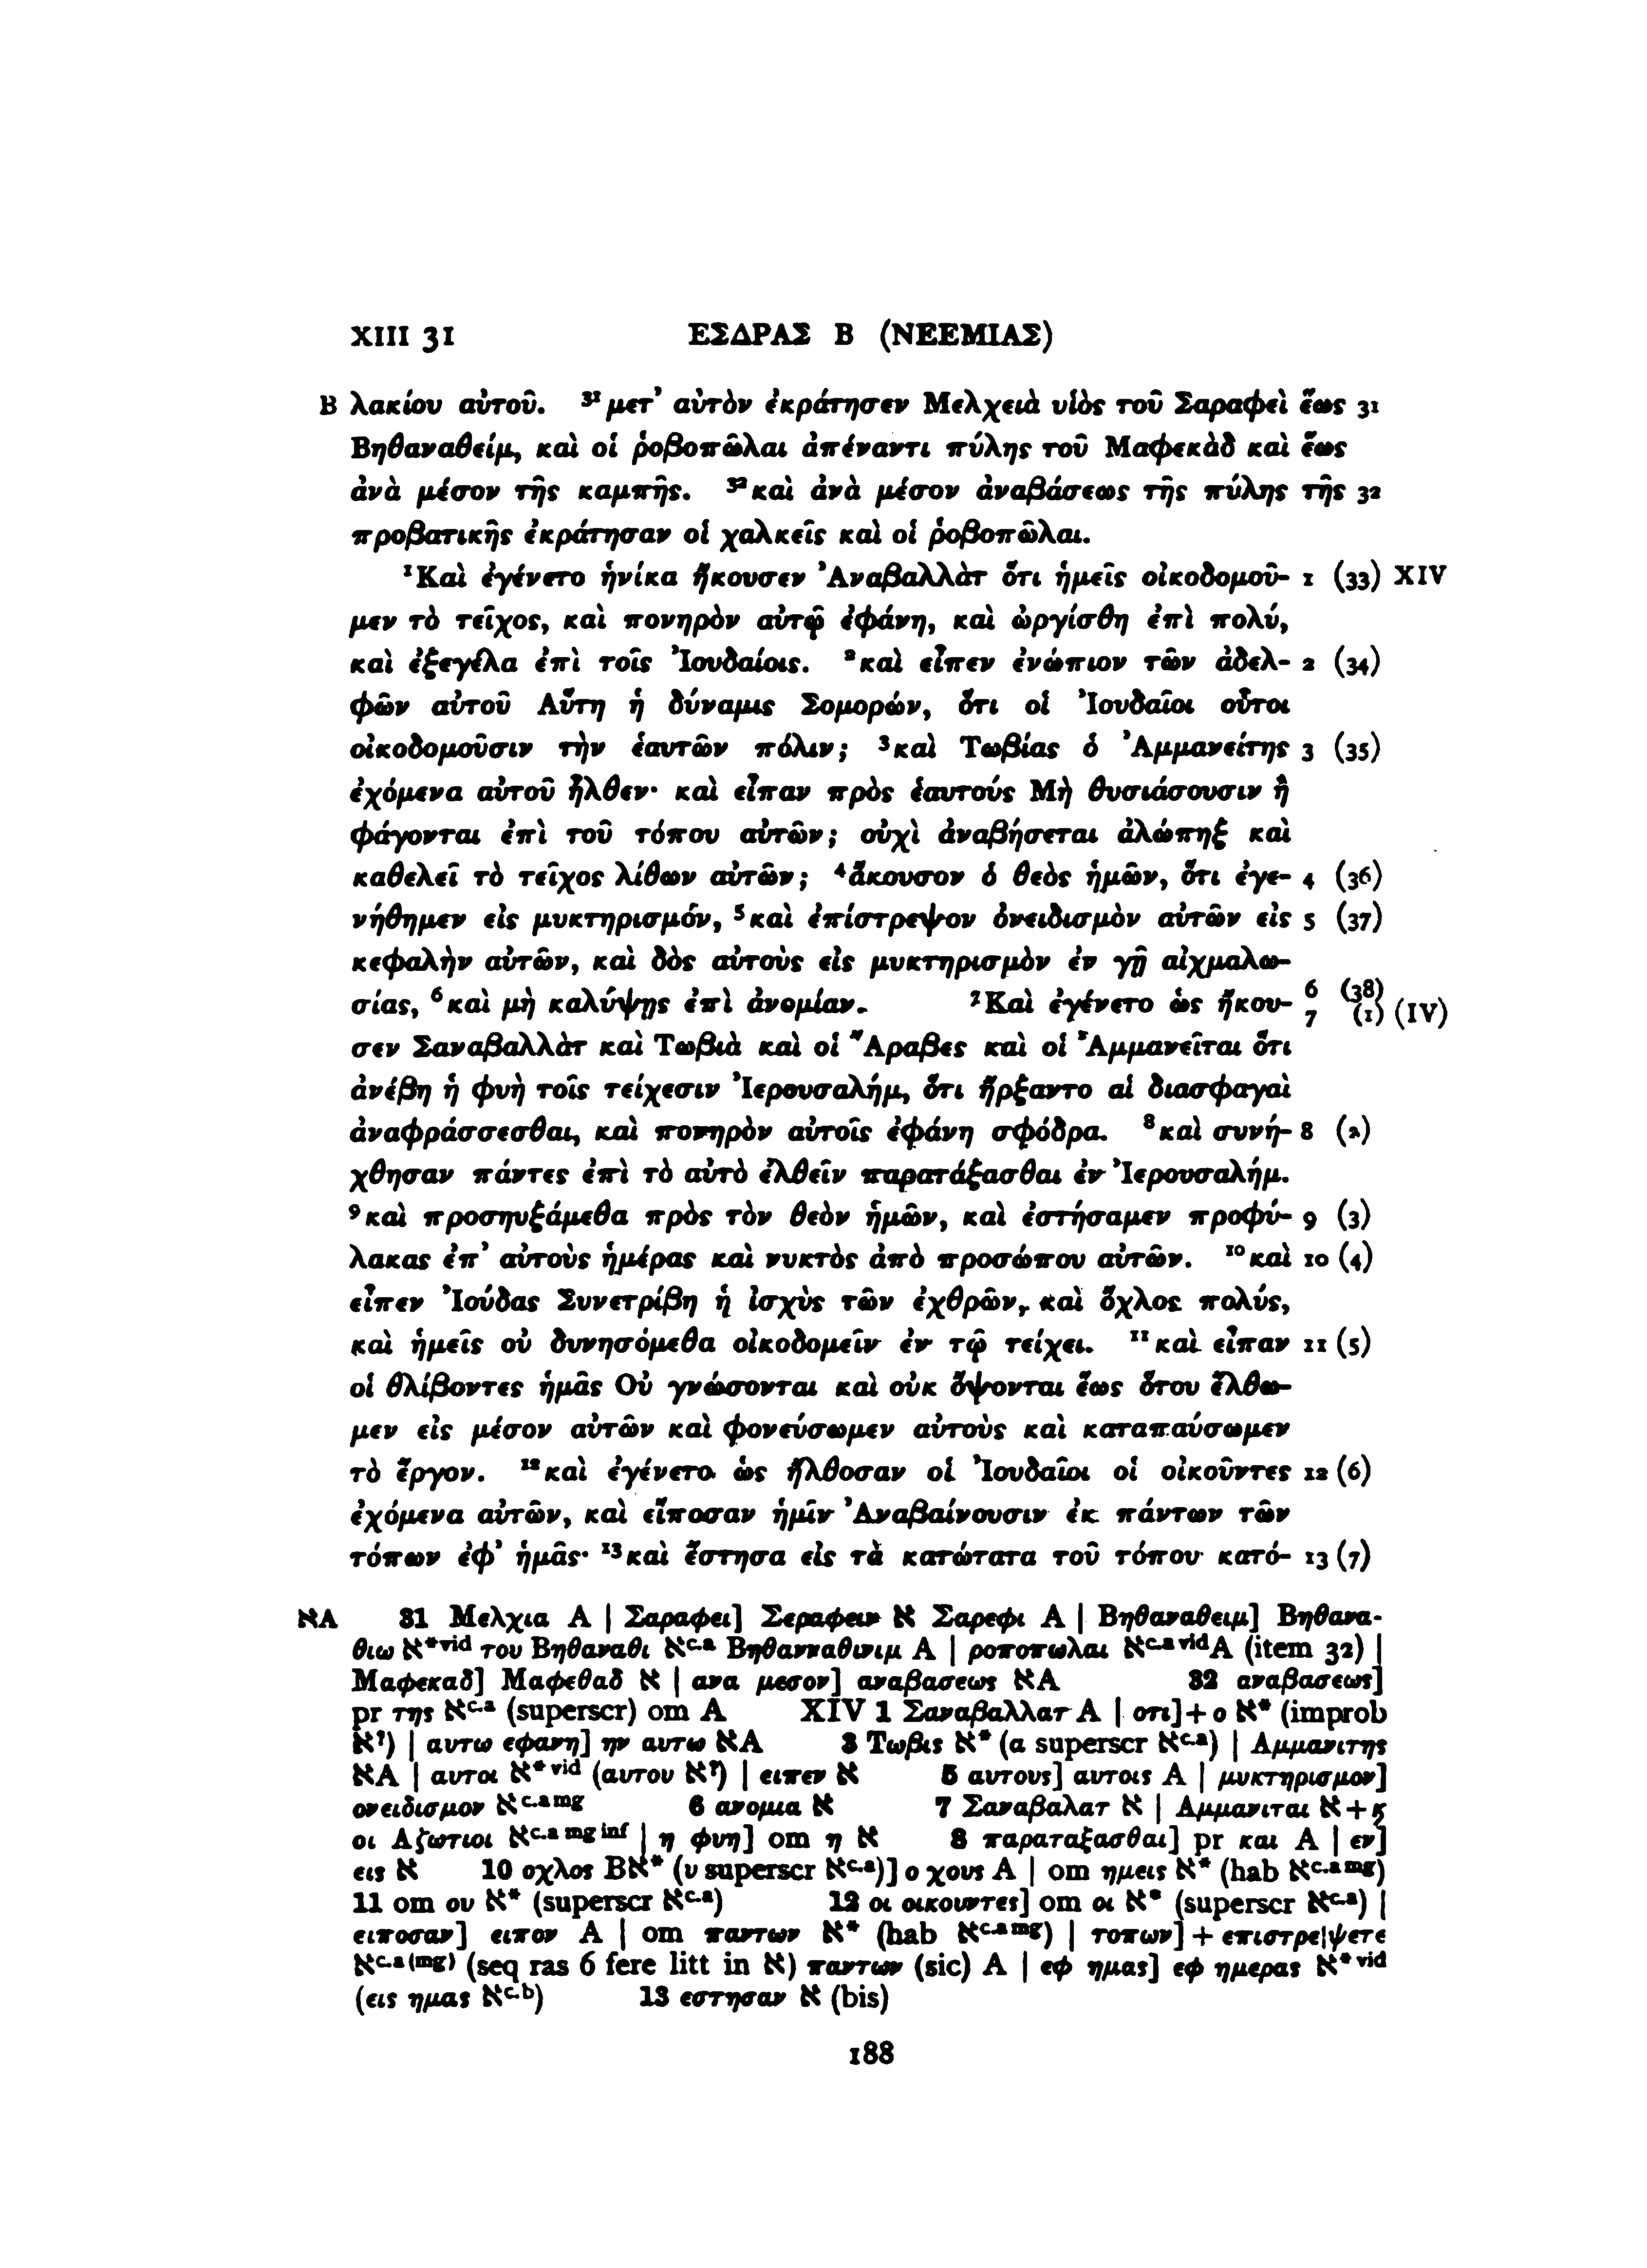 XIII 31 ΕΣΔΡΑΣ Β (ΝΕΕΜΙΑΣ)
B λακίου αὐτοῦ. ³¹μετ’ αὐτὸν ἐκράτησεν Μελχειὰ υἱὸς τοῦ Σαραφεὶ ἕως 31
Βηθαναθείμ, καὶ οἱ ῥοβοπῶλαι ἀπέναντι πύλης τοῦ Μαφεκὰδ καὶ ἕως
ἀνὰ μέσον τῆς καμπῆς. ³²καὶ ἀνὰ μέσον ἀναβάσεως τῆς πύλης τῆς 32
προβατικῆς ἐκράτησαν οἱ χαλκεῖς καὶ οἱ ῥοβοπῶλαι.
¹Καὶ ἐγένετο ἡνίκα ἤκουσεν Ἀναβαλλὰτ ὅτι ἡμεῖς οἰκοδομοῦ- 1 (33) XIV
μεν τὸ τεῖχος, καὶ πονηρὸν αὐτῷ ἐφάνη, καὶ ὠργίσθη ἐπὶ πολύ,
καὶ ἐξεγέλα ἐπὶ τοῖς Ἰουδαίοις. ²καὶ εἶπεν ἐνώπιον τῶν ἀδελ- 2 (34)
φῶν αὐτοῦ Αὕτη ἡ δύναμις Σομορών, ὅτι οἱ Ἰουδαῖοι οὗτοι
οἰκοδομοῦσιν τὴν ἑαυτῶν πόλιν; ³καὶ Τωβίας ὁ Ἀμμανείτης 3 (35)
ἐχόμενα αὐτοῦ ἦλθεν· καὶ εἶπαν πρὸς ἑαυτούς Μὴ θυσιάσουσιν ἢ
φάγονται ἐπὶ τοῦ τόπου αὐτῶν; οὐχὶ ἀναβήσεται ἀλώπηξ καὶ
καθελεῖ τὸ τεῖχος λίθων αὐτῶν; ⁴ἄκουσον ὁ θεὸς ἡμῶν, ὅτι ἐγε- 4 (36)
νήθημεν εἰς μυκτηρισμόν, ⁵καὶ ἐπίστρεψον ὀνειδισμὸν αὐτῶν εἰς 5 (37)
κεφαλὴν αὐτῶν, καὶ δὸς αὐτοὺς εἰς μυκτηρισμὸν ἐν γῇ αἰχμαλω-
σίας, ⁶καὶ μὴ καλύψῃς ἐπὶ ἀνομίαν. ⁷Καὶ ἐγένετο ὡς ἤκου- 6 (38) 7 (1) (IV)
σεν Σαναβαλλὰτ καὶ Τωβιὰ καὶ οἱ Ἄραβες καὶ οἱ Ἀμμανεῖται ὅτι
ἀνέβη ἡ φυὴ τοῖς τείχεσιν Ἰερουσαλήμ, ὅτι ἤρξαντο αἱ διασφαγαὶ
ἀναφράσσεσθαι, καὶ πονηρὸν αὐτοῖς ἐφάνη σφόδρα. ⁸καὶ συνή- 8 (2)
χθησαν πάντες ἐπὶ τὸ αὐτὸ ἐλθεῖν παρατάξασθαι ἐν Ἰερουσαλήμ.
⁹καὶ προσηυξάμεθα πρὸς τὸν θεὸν ἡμῶν, καὶ ἐστήσαμεν προφύ- 9 (3)
λακας ἐπ’ αὐτοὺς ἡμέρας καὶ νυκτὸς ἀπὸ προσώπου αὐτῶν. ¹⁰καὶ 10 (4)
εἶπεν Ἰούδας Συνετρίβη ἡ ἰσχὺς τῶν ἐχθρῶν, καὶ ὄχλος πολύς,
καὶ ἡμεῖς οὐ δυνησόμεθα οἰκοδομεῖν ἐν τῷ τείχει. ¹¹καὶ εἶπαν 11 (5)
οἱ θλίβοντες ἡμᾶς Οὐ γνώσονται καὶ οὐκ ὄψονται ἕως ὅτου ἔλθω-
μεν εἰς μέσον αὐτῶν καὶ φονεύσωμεν αὐτοὺς καὶ καταπαύσωμεν
τὸ ἔργον. ¹²καὶ ἐγένετο ὡς ἤλθοσαν οἱ Ἰουδαῖοι οἱ οἰκοῦντες 12 (6)
ἐχόμενα αὐτῶν, καὶ εἴποσαν ἡμῖν Ἀναβαίνουσιν ἐκ πάντων τῶν
τόπων ἐφ’ ἡμᾶς· ¹³καὶ ἔστησα εἰς τὰ κατώτατα τοῦ τόπου κατό- 13 (7)
אA 31 Μελχια A | Σαραφει] Σεραφειν א Σαρεφι A | Βηθαναθειμ] Βηθανα-
θιω א*vid του Βηθαναθι אc.a Βηθανναθινιμ A | ροποπωλαι אc.a vid A (item 32) |
Μαφεκαδ] Μαφεθαδ א | ανα μεσον] αναβασεως אA 32 αναβασεως]
pr της אc.a (superscr) om A XIV 1 Σαναβαλλατ A | οτι]+ο א* (improb
א?) | αυτω εφανη] ην αυτω אA 3 Τωβις א* (α superscr אc.a) | Αμμανιτης
אA | αυτοι א*vid (αυτου א?) | ειπεν א 5 αυτους] αυτοις A | μυκτηρισμον]
ονειδισμον אc.a mg 6 ανομια א 7 Σαναβαλατ א | Αμμανιται א+ϗ
οι Αζωτιοι אc.a mg inf | η φυη] om η א 8 παραταξασθαι] pr και A | εν]
εις א 10 οχλος Bא* (υ superscr אc.a)] ο χους A | om ημεις א* (hab אc.a mg)
11 om ου א* (superscr אc.a) 12 οι οικουντες] om οι א* (superscr אc.a) |
ειποσαν] ειπον A | om παντων א* (hab אc.a mg) | τοπων] + επιστρε|ψετε
אc.a (mg) (seq ras 6 fere litt in א) παντων (sic) A | εφ ημας] εφ ημερας א*vid
(εις ημας אc.b) 13 εστησαν א (bis)
188